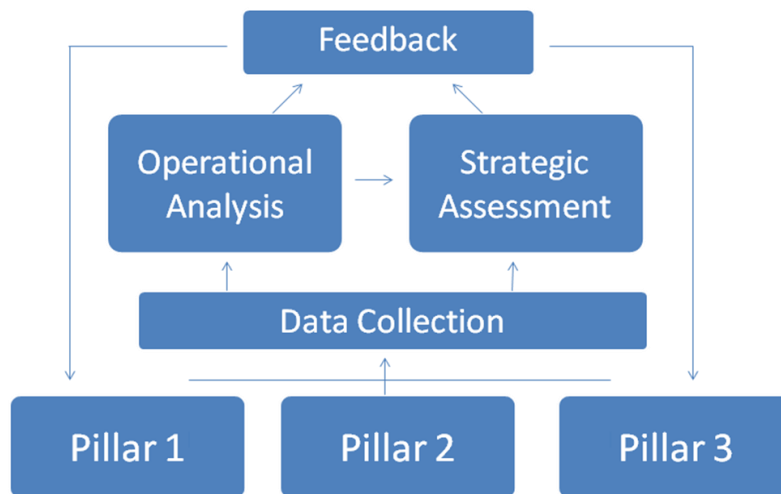 Feedback
Operational
Analysis
Strategic
Assessment
Data Collection
Pillar 1
Pillar 2
Pillar 3